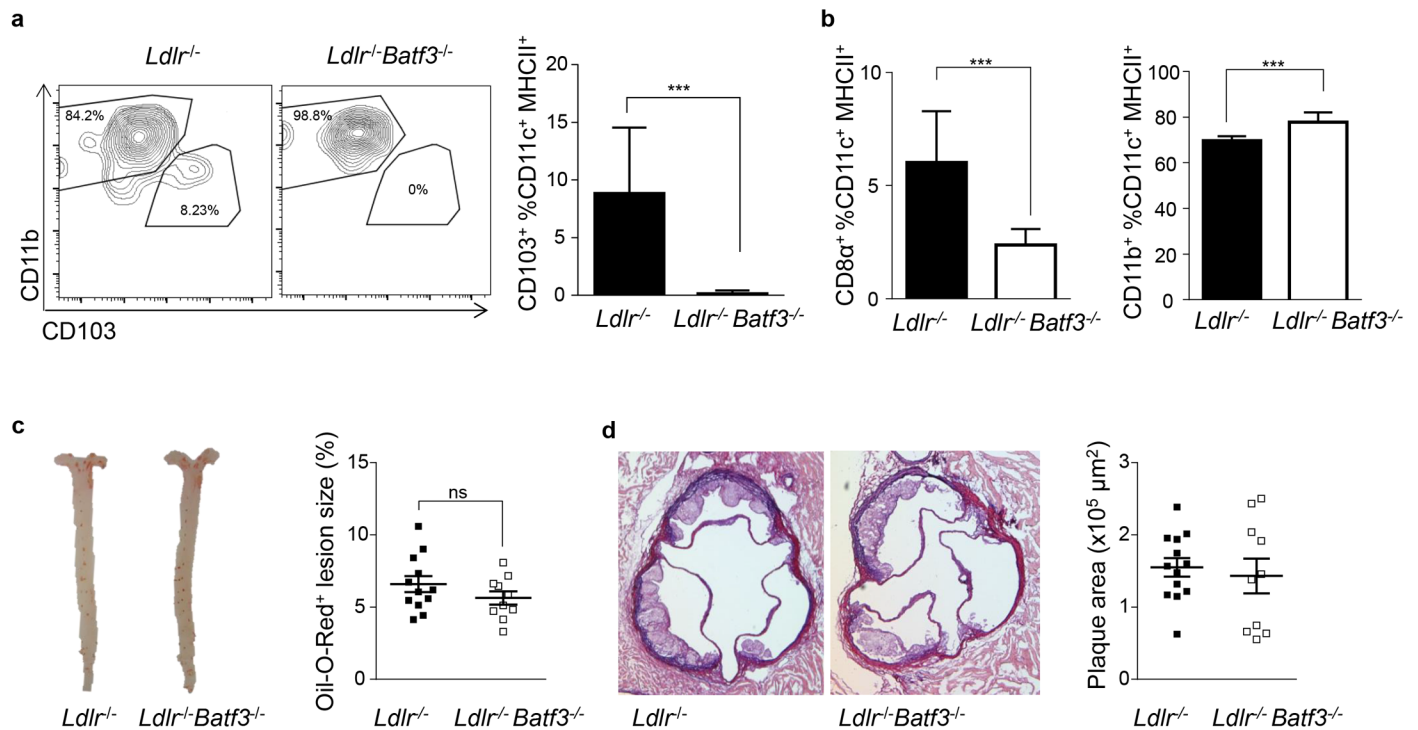 a
Ldlr-/-
Ldlr-/-Batf3-/-
84.2%
8.23%
98.8%
0%
CD11b
CD103
CD103+ %CD11c+ MHCII+
20
15
10
5
0
***
Ldlr-/-
Ldlr-/- Batf3-/-
b
CD8α+ %CD11c+ MHCII+
10
5
0
***
Ldlr-/-
Ldlr-/- Batf3-/-
CD11b+ %CD11c+ MHCII+
100
80
60
40
20
0
***
Ldlr-/-
Ldlr-/- Batf3-/-
c
Ldlr-/-
Ldlr-/-Batf3-/-
Oil-O-Red+ lesion size (%)
15
10
5
0
ns
Ldlr-/-
Ldlr-/- Batf3-/-
d
Ldlr-/-
Ldlr-/-Batf3-/-
Plaque area (x10⁵ µm²)
3
2
1
0
Ldlr-/-
Ldlr-/- Batf3-/-